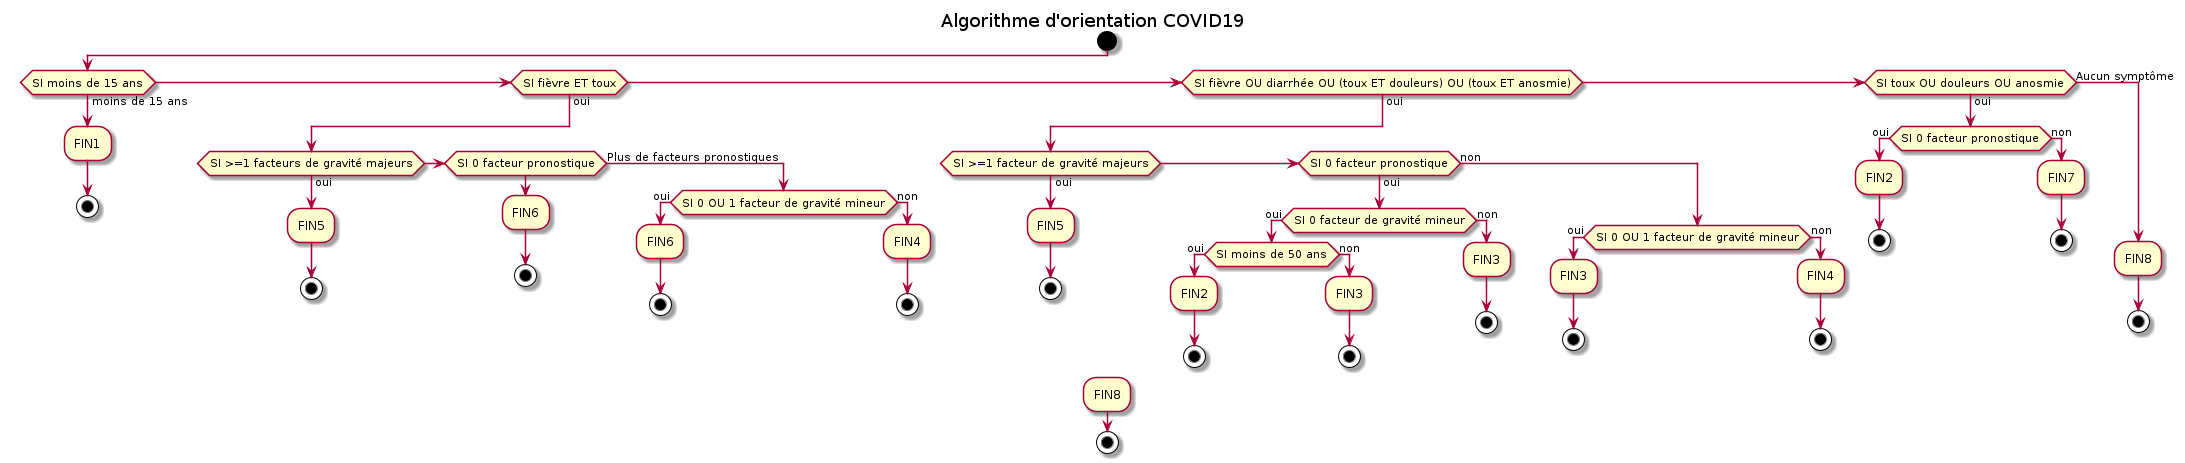 Algorithme d'orientation COVID19
SI moins de 15 ans
SI fièvre ET toux
SI fièvre OU diarrhée OU (toux ET douleurs) OU (toux ET anosmie)
SI toux OU douleurs OU anosmie
Aucun symptôme
moins de 15 ans
oui
oui
oui
FIN1
SI >=1 facteurs de gravité majeurs
SI 0 facteur pronostique
Plus de facteurs pronostiques
SI >=1 facteur de gravité majeurs
SI 0 facteur pronostique
non
oui
SI 0 facteur pronostique
non
oui
oui
SI 0 OU 1 facteur de gravité mineur
non
oui
oui
FIN2
FIN7
FIN5
FIN6
FIN6
FIN4
FIN5
oui
SI 0 facteur de gravité mineur
non
oui
SI 0 OU 1 facteur de gravité mineur
non
oui
SI moins de 50 ans
non
FIN3
FIN3
FIN4
FIN8
FIN2
FIN3
FIN8